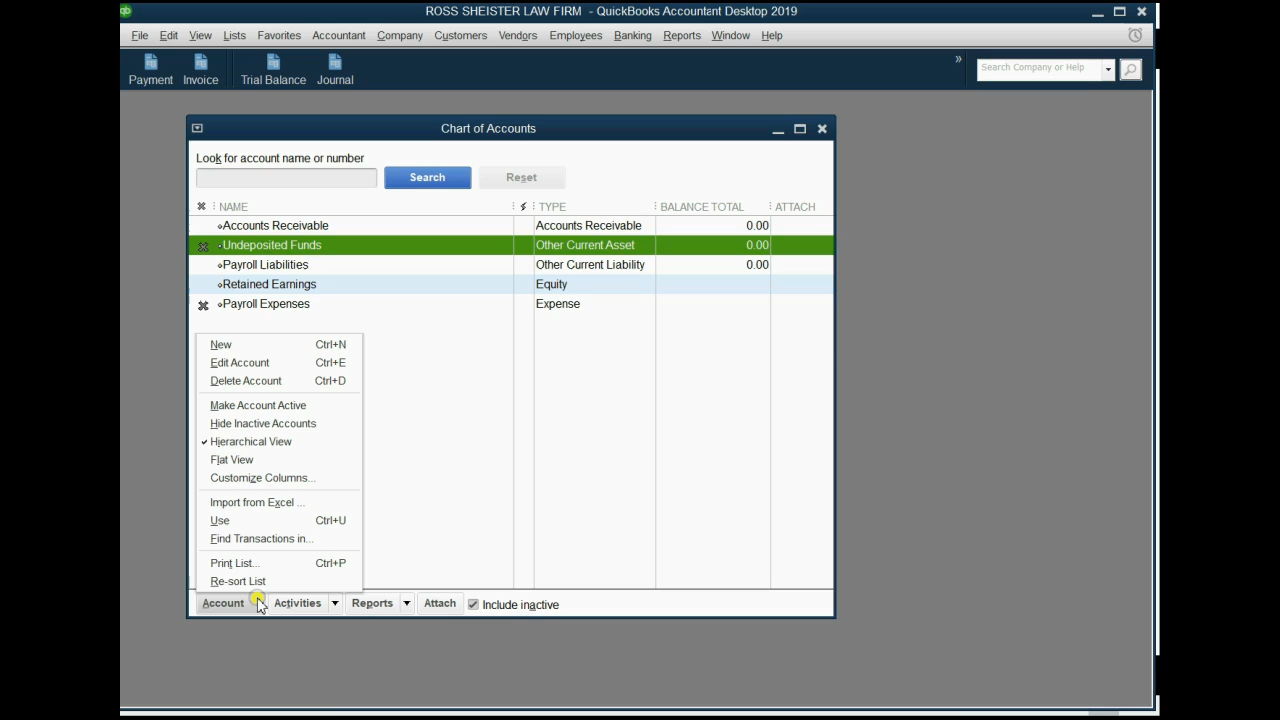 qb ROSS SHEISTER LAW FIRM - QuickBooks Accountant Desktop 2019
File Edit View Lists Favorites Accountant Company Customers Vendors Employees Banking Reports Window Help
Payment Invoice Trial Balance Journal
» Search Company or Help
Chart of Accounts
Look for account name or number
Search Reset
NAME TYPE BALANCE TOTAL ATTACH
Accounts Receivable Accounts Receivable 0.00
Undeposited Funds Other Current Asset 0.00
Payroll Liabilities Other Current Liability 0.00
Retained Earnings Equity
Payroll Expenses Expense
New Ctrl+N
Edit Account Ctrl+E
Delete Account Ctrl+D
Make Account Active
Hide Inactive Accounts
Hierarchical View
Flat View
Customize Columns...
Import from Excel ...
Use Ctrl+U
Find Transactions in...
Print List... Ctrl+P
Re-sort List
Account Activities Reports Attach Include inactive